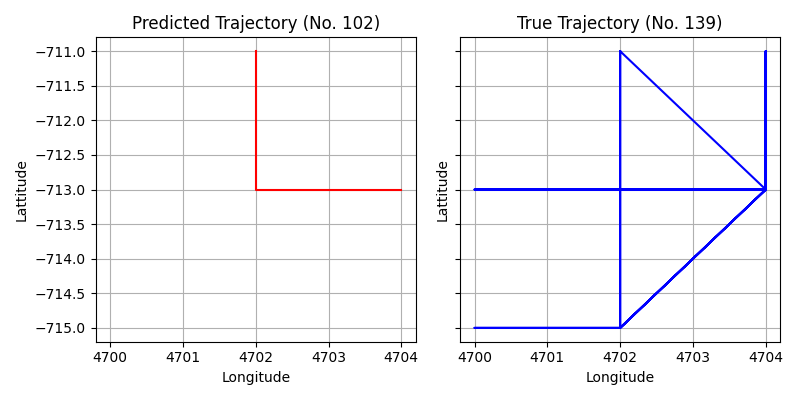 Predicted Trajectory (No. 102)
True Trajectory (No. 139)
−711.0
−711.5
−712.0
−712.5
−713.0
−713.5
−714.0
−714.5
−715.0
Lattitude
Lattitude
4700 4701 4702 4703 4704
4700 4701 4702 4703 4704
Longitude
Longitude